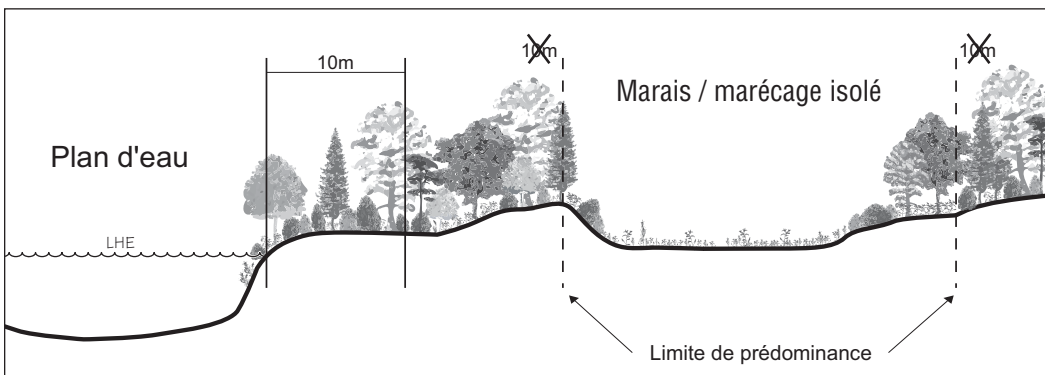 10m
10m
10m
Marais / marécage isolé
Plan d'eau
LHE
Limite de prédominance